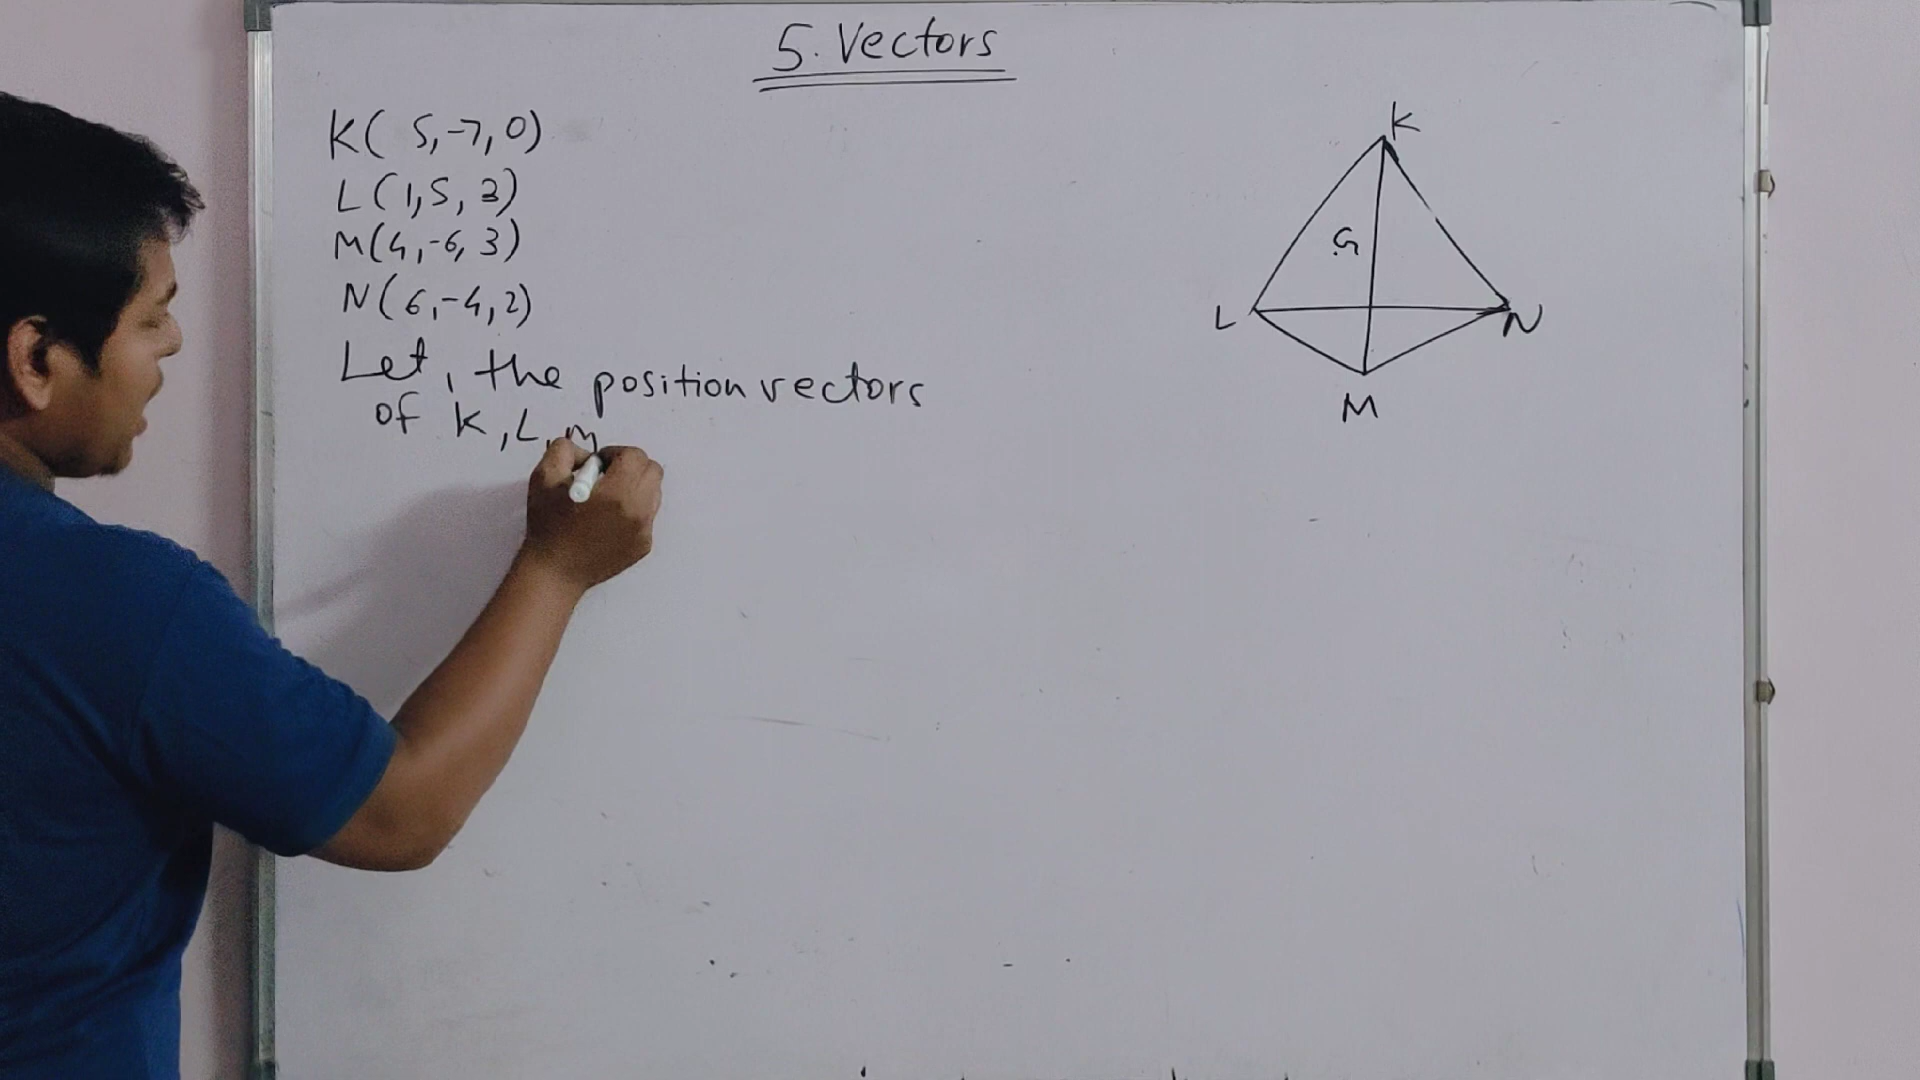 5. Vectors
K( 5,-7,0)
L(1,5,3)
M(4,-6,3)
N(6,-4,2)
Let, the position vectors
of K,L,M
K
G
L
N
M